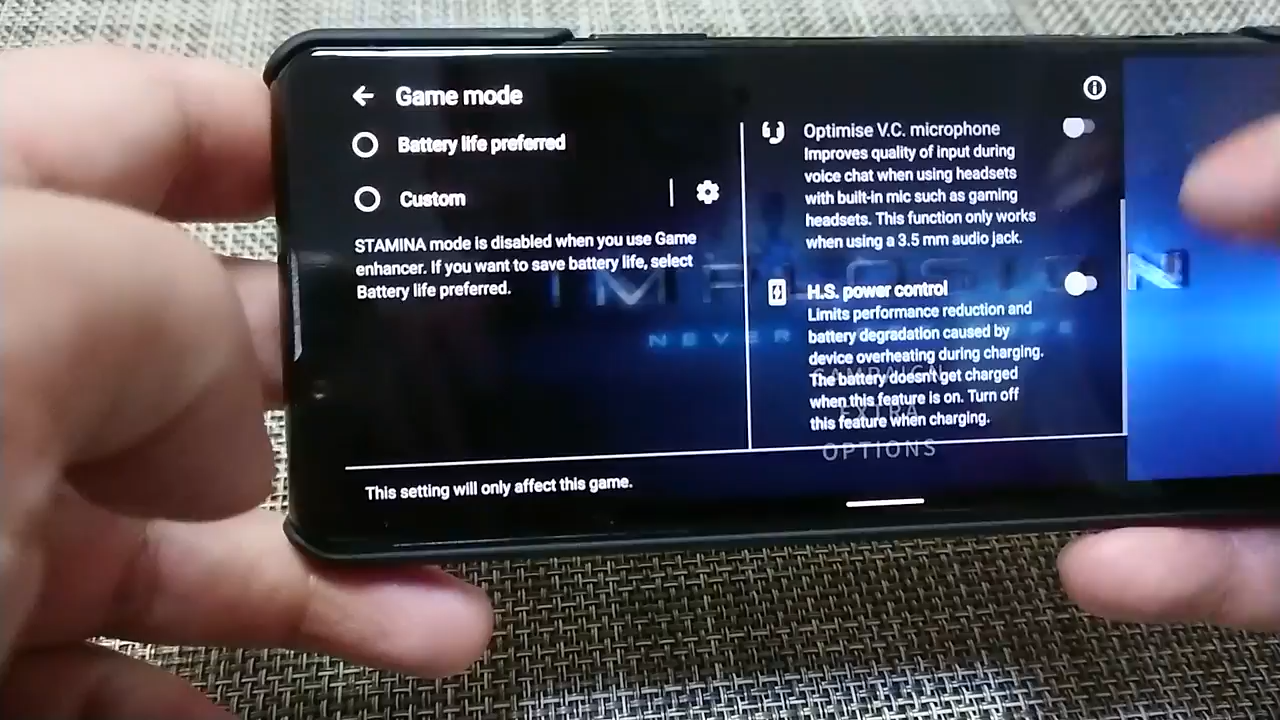 Game mode
Battery life preferred
Custom
STAMINA mode is disabled when you use Game
enhancer. If you want to save battery life, select
Battery life preferred.
Optimise V.C. microphone
Improves quality of input during
voice chat when using headsets
with built-in mic such as gaming
headsets. This function only works
when using a 3.5 mm audio jack.
H.S. power control
Limits performance reduction and
battery degradation caused by
device overheating during charging.
The battery doesn't get charged
when this feature is on. Turn off
this feature when charging.
IMPLOSION
NEVER
CAMPAIGN
EXTRA
OPTIONS
This setting will only affect this game.